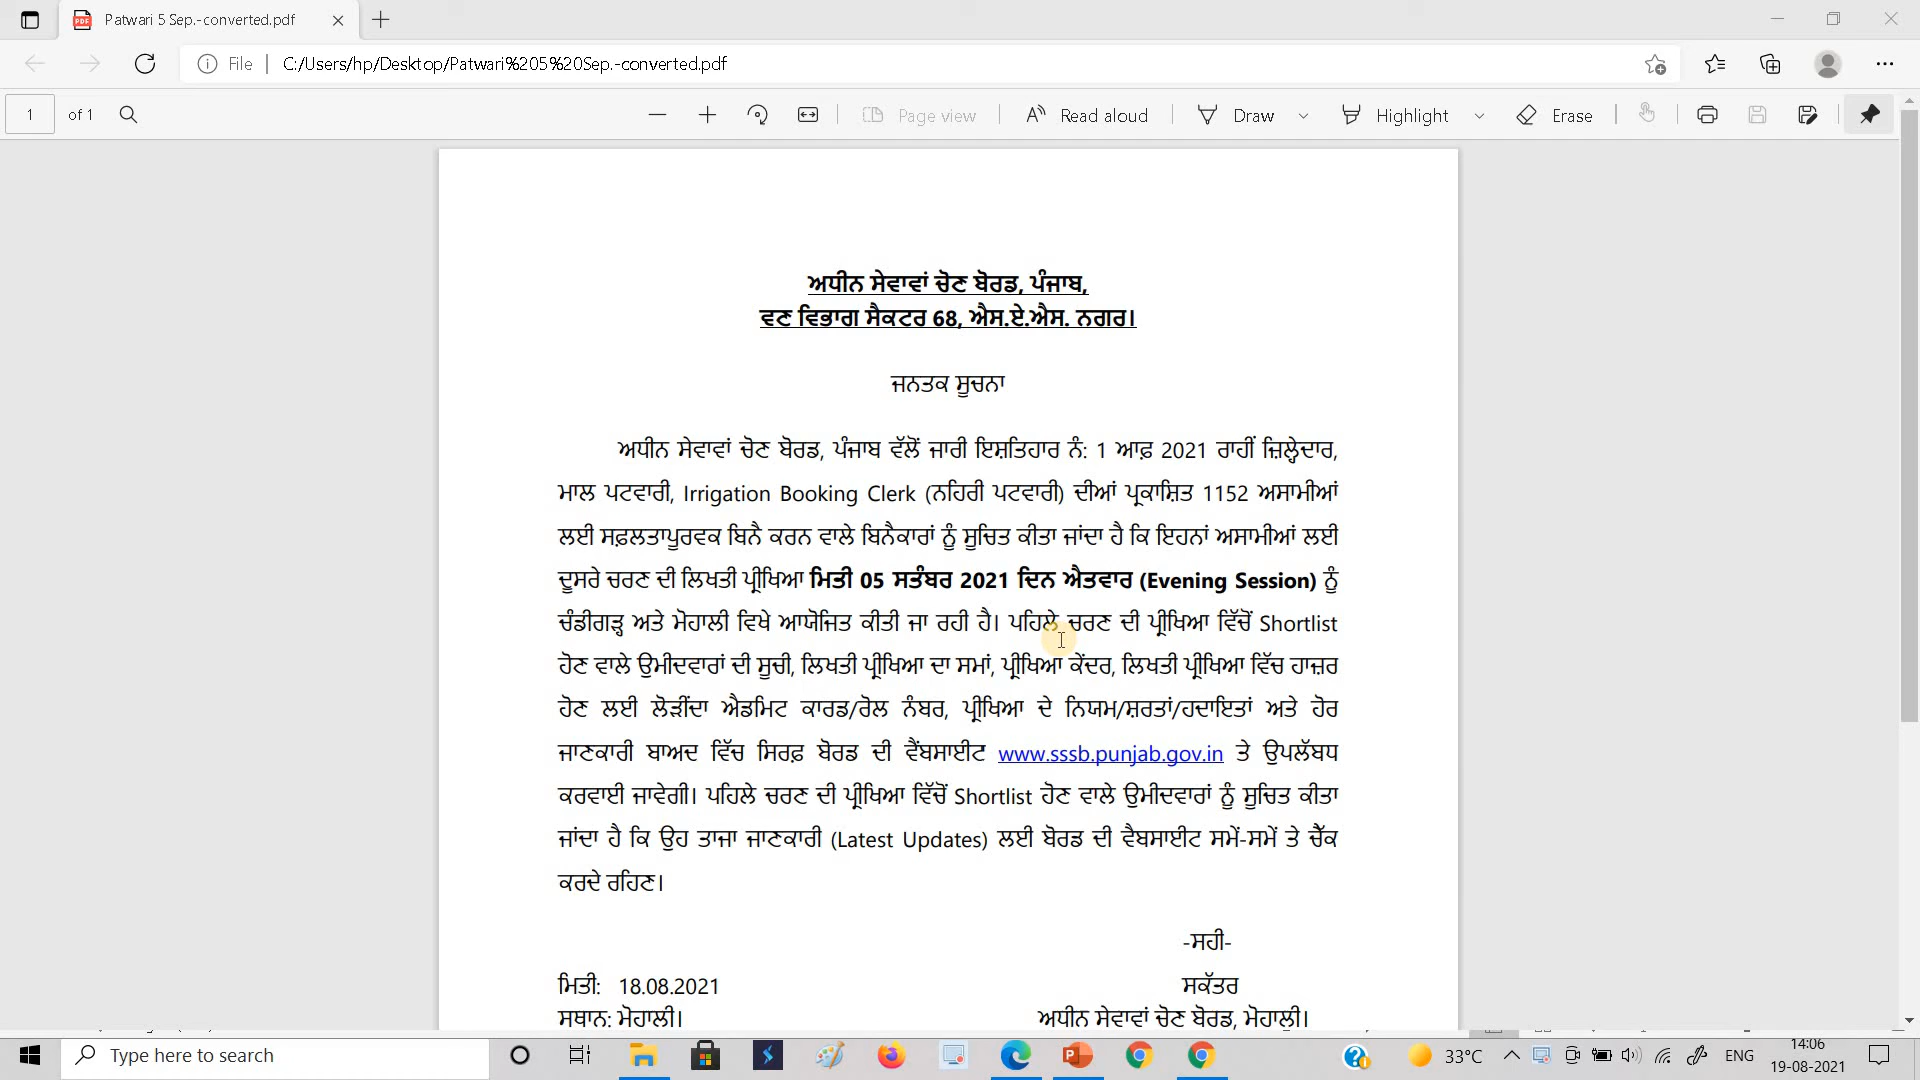 Patwari 5 Sep.-converted.pdf
File C:/Users/hp/Desktop/Patwari%205%20Sep.-converted.pdf
1 of 1 Page view Read aloud Draw Highlight Erase
ਅਧੀਨ ਸੇਵਾਵਾਂ ਚੋਣ ਬੋਰਡ, ਪੰਜਾਬ,
ਵਣ ਵਿਭਾਗ ਸੈਕਟਰ 68, ਐਸ.ਏ.ਐਸ. ਨਗਰ।
ਜਨਤਕ ਸੂਚਨਾ
ਅਧੀਨ ਸੇਵਾਵਾਂ ਚੋਣ ਬੋਰਡ, ਪੰਜਾਬ ਵੱਲੋਂ ਜਾਰੀ ਇਸ਼ਤਿਹਾਰ ਨੰ: 1 ਆਫ਼ 2021 ਰਾਹੀਂ ਜ਼ਿਲ੍ਹੇਦਾਰ,
ਮਾਲ ਪਟਵਾਰੀ, Irrigation Booking Clerk (ਨਹਿਰੀ ਪਟਵਾਰੀ) ਦੀਆਂ ਪ੍ਰਕਾਸ਼ਿਤ 1152 ਅਸਾਮੀਆਂ
ਲਈ ਸਫ਼ਲਤਾਪੂਰਵਕ ਬਿਨੈ ਕਰਨ ਵਾਲੇ ਬਿਨੈਕਾਰਾਂ ਨੂੰ ਸੂਚਿਤ ਕੀਤਾ ਜਾਂਦਾ ਹੈ ਕਿ ਇਹਨਾਂ ਅਸਾਮੀਆਂ ਲਈ
ਦੂਸਰੇ ਚਰਣ ਦੀ ਲਿਖਤੀ ਪ੍ਰੀਖਿਆ ਮਿਤੀ 05 ਸਤੰਬਰ 2021 ਦਿਨ ਐਤਵਾਰ (Evening Session) ਨੂੰ
ਚੰਡੀਗੜ੍ਹ ਅਤੇ ਮੋਹਾਲੀ ਵਿਖੇ ਆਯੋਜਿਤ ਕੀਤੀ ਜਾ ਰਹੀ ਹੈ। ਪਹਿਲੇ ਚਰਣ ਦੀ ਪ੍ਰੀਖਿਆ ਵਿੱਚੋਂ Shortlist
ਹੋਣ ਵਾਲੇ ਉਮੀਦਵਾਰਾਂ ਦੀ ਸੂਚੀ, ਲਿਖਤੀ ਪ੍ਰੀਖਿਆ ਦਾ ਸਮਾਂ, ਪ੍ਰੀਖਿਆ ਕੇਂਦਰ, ਲਿਖਤੀ ਪ੍ਰੀਖਿਆ ਵਿੱਚ ਹਾਜ਼ਰ
ਹੋਣ ਲਈ ਲੋੜੀਂਦਾ ਐਡਮਿਟ ਕਾਰਡ/ਰੋਲ ਨੰਬਰ, ਪ੍ਰੀਖਿਆ ਦੇ ਨਿਯਮ/ਸ਼ਰਤਾਂ/ਹਦਾਇਤਾਂ ਅਤੇ ਹੋਰ
ਜਾਣਕਾਰੀ ਬਾਅਦ ਵਿੱਚ ਸਿਰਫ਼ ਬੋਰਡ ਦੀ ਵੈੱਬਸਾਈਟ www.sssb.punjab.gov.in ਤੇ ਉਪਲੱਬਧ
ਕਰਵਾਈ ਜਾਵੇਗੀ। ਪਹਿਲੇ ਚਰਣ ਦੀ ਪ੍ਰੀਖਿਆ ਵਿੱਚੋਂ Shortlist ਹੋਣ ਵਾਲੇ ਉਮੀਦਵਾਰਾਂ ਨੂੰ ਸੂਚਿਤ ਕੀਤਾ
ਜਾਂਦਾ ਹੈ ਕਿ ਉਹ ਤਾਜਾ ਜਾਣਕਾਰੀ (Latest Updates) ਲਈ ਬੋਰਡ ਦੀ ਵੈਬਸਾਈਟ ਸਮੇਂ-ਸਮੇਂ ਤੇ ਚੈੱਕ
ਕਰਦੇ ਰਹਿਣ।
-ਸਹੀ-
ਮਿਤੀ: 18.08.2021 ਸਕੱਤਰ
ਸਥਾਨ: ਮੋਹਾਲੀ। ਅਧੀਨ ਸੇਵਾਵਾਂ ਚੋਣ ਬੋਰਡ, ਮੋਹਾਲੀ।
Type here to search 33°C ENG 14:06
19-08-2021